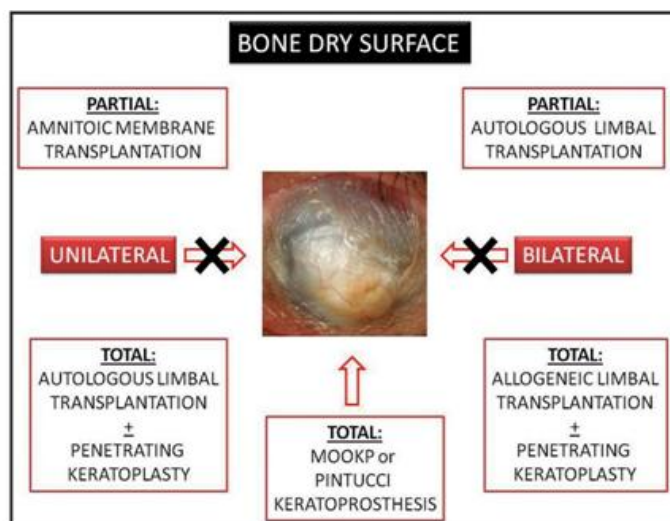 BONE DRY SURFACE
PARTIAL:
AMNITOIC MEMBRANE
TRANSPLANTATION
PARTIAL:
AUTOLOGOUS LIMBAL
TRANSPLANTATION
UNILATERAL
BILATERAL
TOTAL:
AUTOLOGOUS LIMBAL
TRANSPLANTATION
±
PENETRATING
KERATOPLASTY
TOTAL:
MOOKP or
PINTUCCI
KERATOPROSTHESIS
TOTAL:
ALLOGENEIC LIMBAL
TRANSPLANTATION
±
PENETRATING
KERATOPLASTY